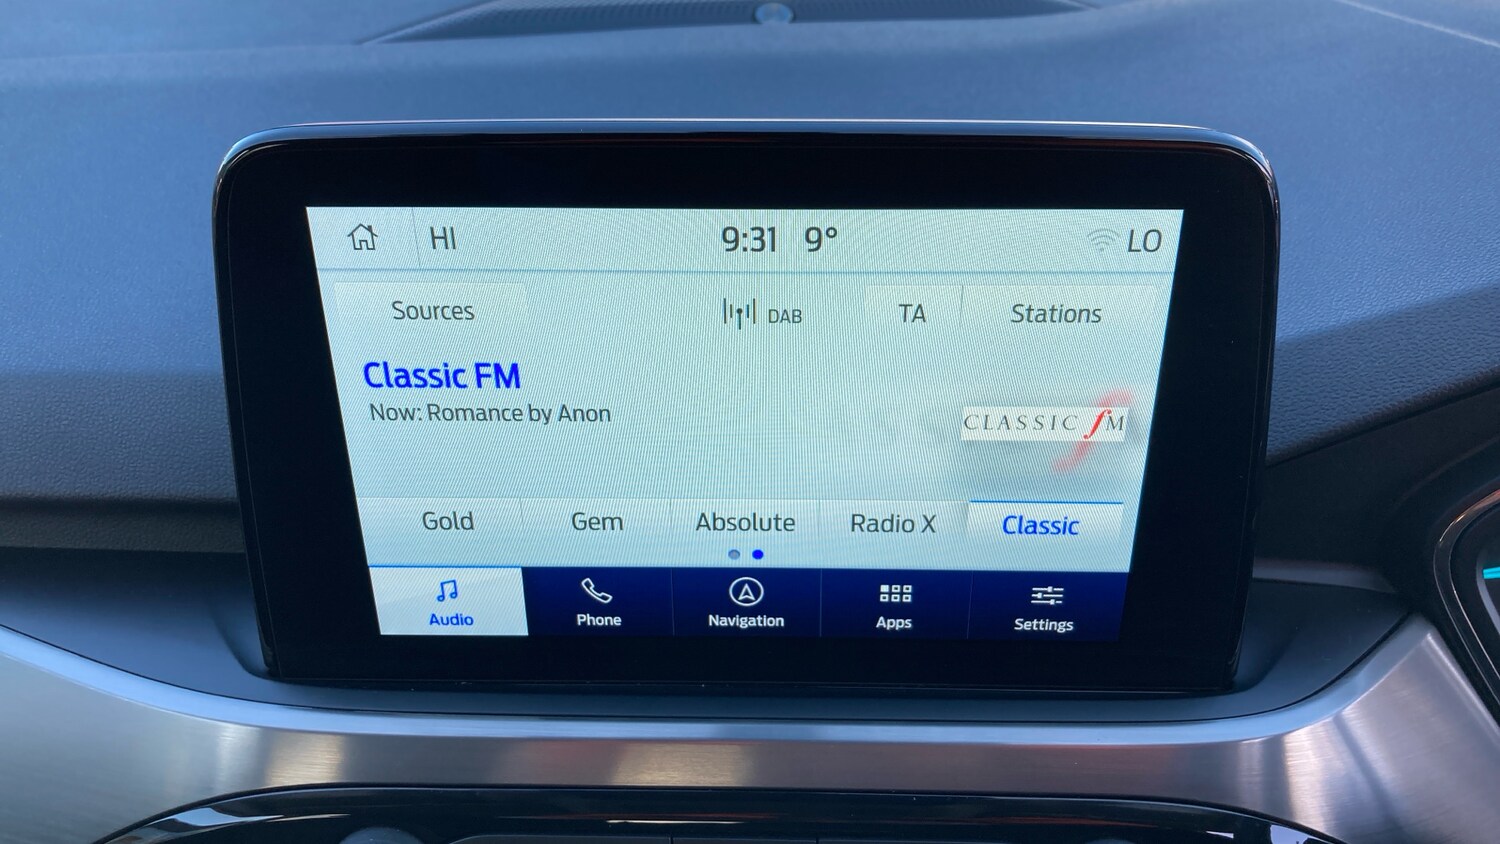 HI 9:31 9° LO
Sources DAB TA Stations
Classic FM
Now: Romance by Anon
CLASSIC fM
Gold Gem Absolute Radio X Classic
Audio Phone Navigation Apps Settings